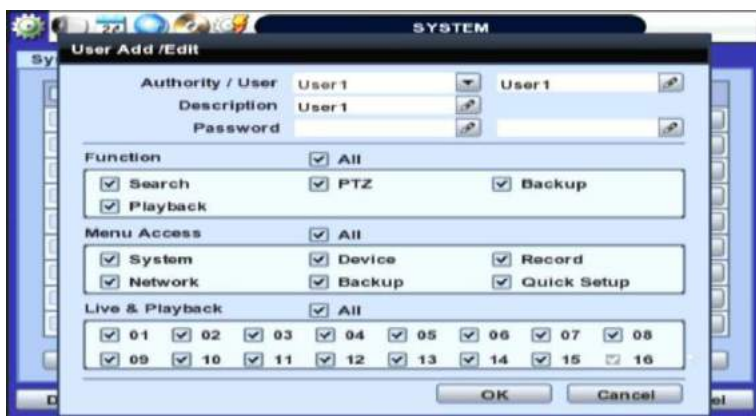 SYSTEM
User Add /Edit
Sy
Authority / User User1 User1
Description User1
Password
Function All
Search PTZ Backup
Playback
Menu Access All
System Device Record
Network Backup Quick Setup
Live & Playback All
01 02 03 04 05 06 07 08
09 10 11 12 13 14 15 16
OK Cancel
D el